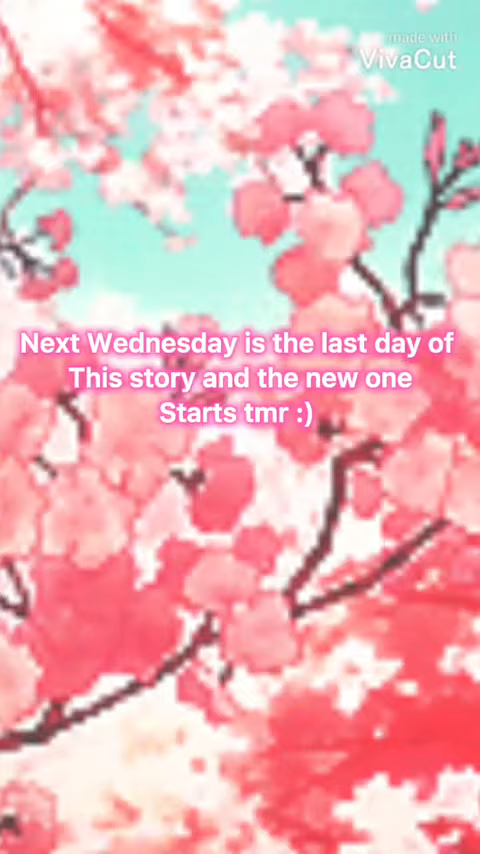 made with
VivaCut
Next Wednesday is the last day of
This story and the new one
Starts tmr :)